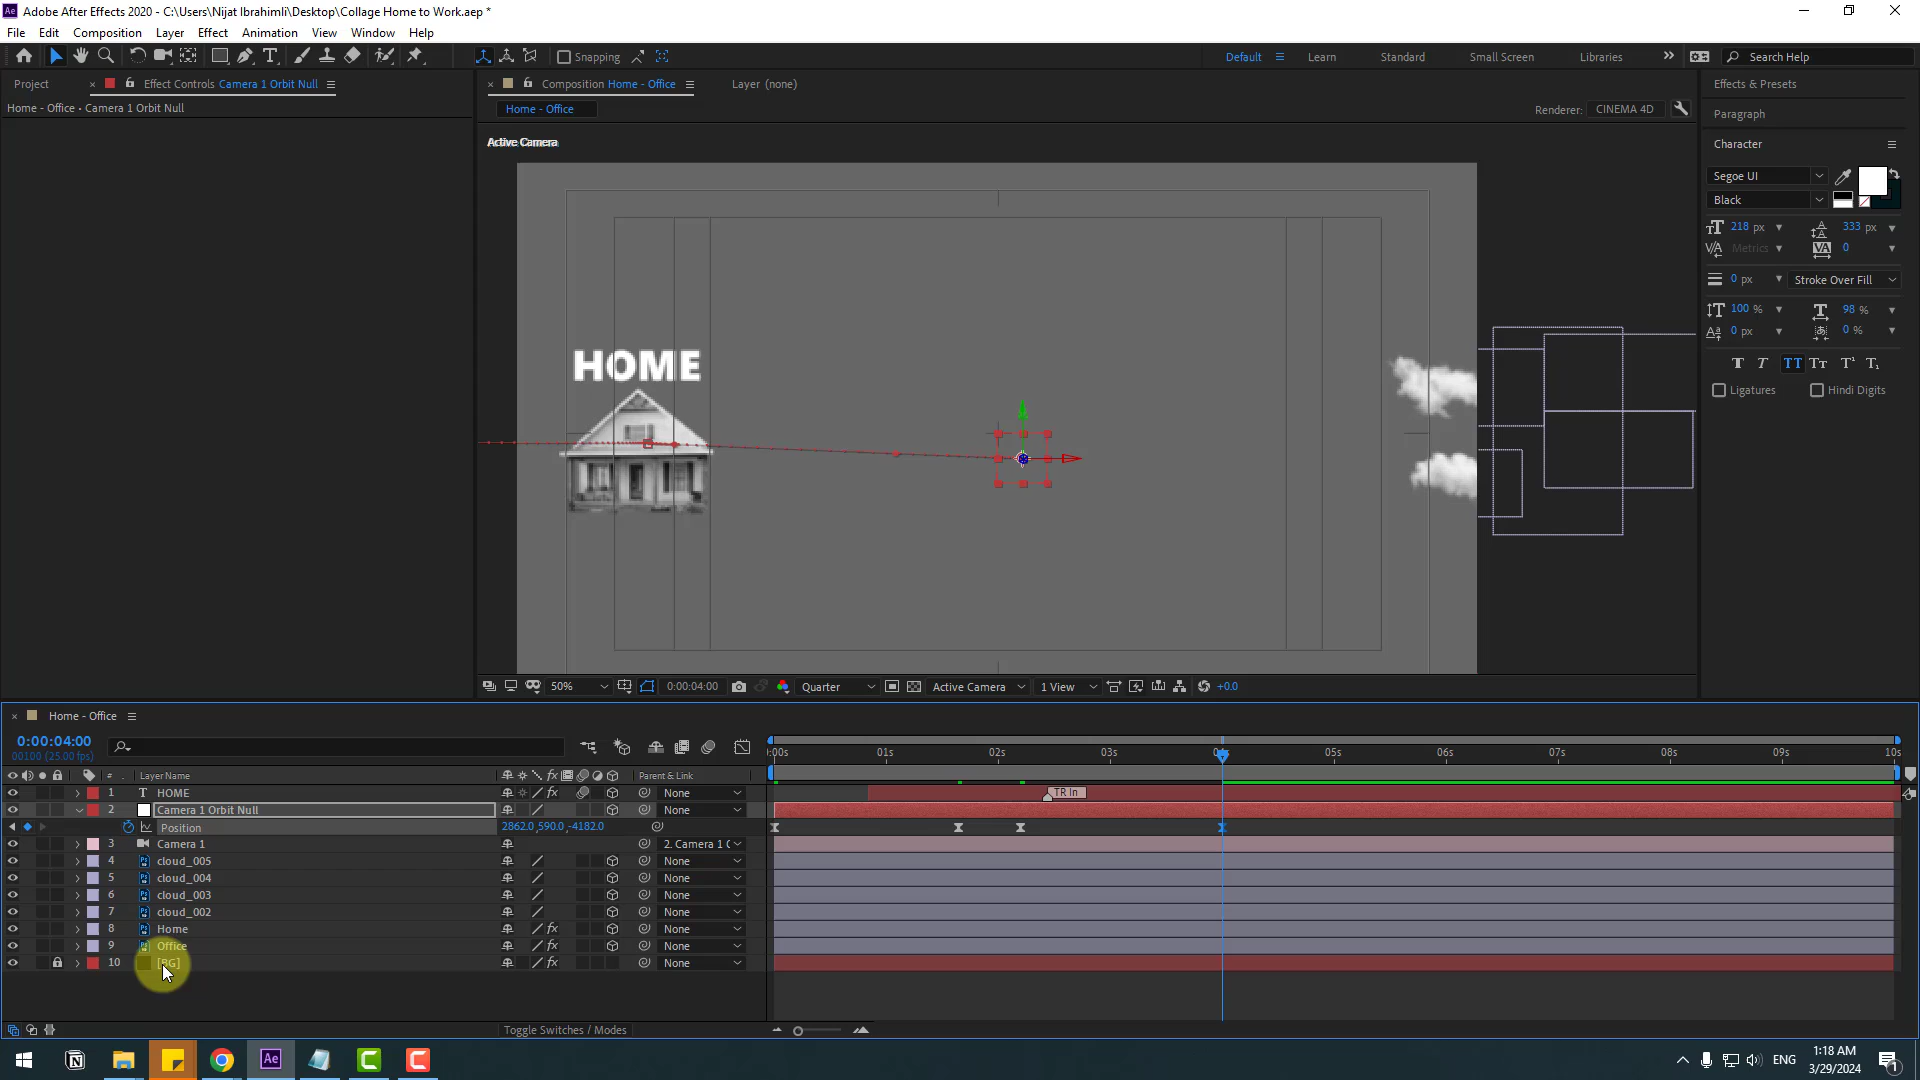 Adobe After Effects 2020 - C:\Users\Nijat Ibrahimli\Desktop\Collage Home to Work.aep *
File Edit Composition Layer Effect Animation View Window Help
Snapping
Default Learn Standard Small Screen Libraries Search Help
Project Effect Controls Camera 1 Orbit Null
Composition Home - Office Layer (none)
Effects & Presets
Home - Office • Camera 1 Orbit Null
Home - Office
Renderer: CINEMA 4D
Paragraph
Active Camera
Character
Segoe UI
Black
218 px 333 px
Metrics 0
0 px Stroke Over Fill
100 % 98 %
0 px 0 %
Ligatures Hindi Digits
HOME
50% 0:00:04:00 Quarter Active Camera 1 View +0.0
Home - Office
0:00:04:00
00100 (25.00 fps)
:00s 01s 02s 03s 04s 05s 06s 07s 08s 09s 10s
# Layer Name Parent & Link
1 HOME None TR In
2 Camera 1 Orbit Null None
Position 2862.0,590.0,-4182.0
3 Camera 1 2. Camera 1 O
4 cloud_005 None
5 cloud_004 None
6 cloud_003 None
7 cloud_002 None
8 Home None
9 Office None
10 [BG] None
Toggle Switches / Modes
ENG
1:18 AM
3/29/2024
1